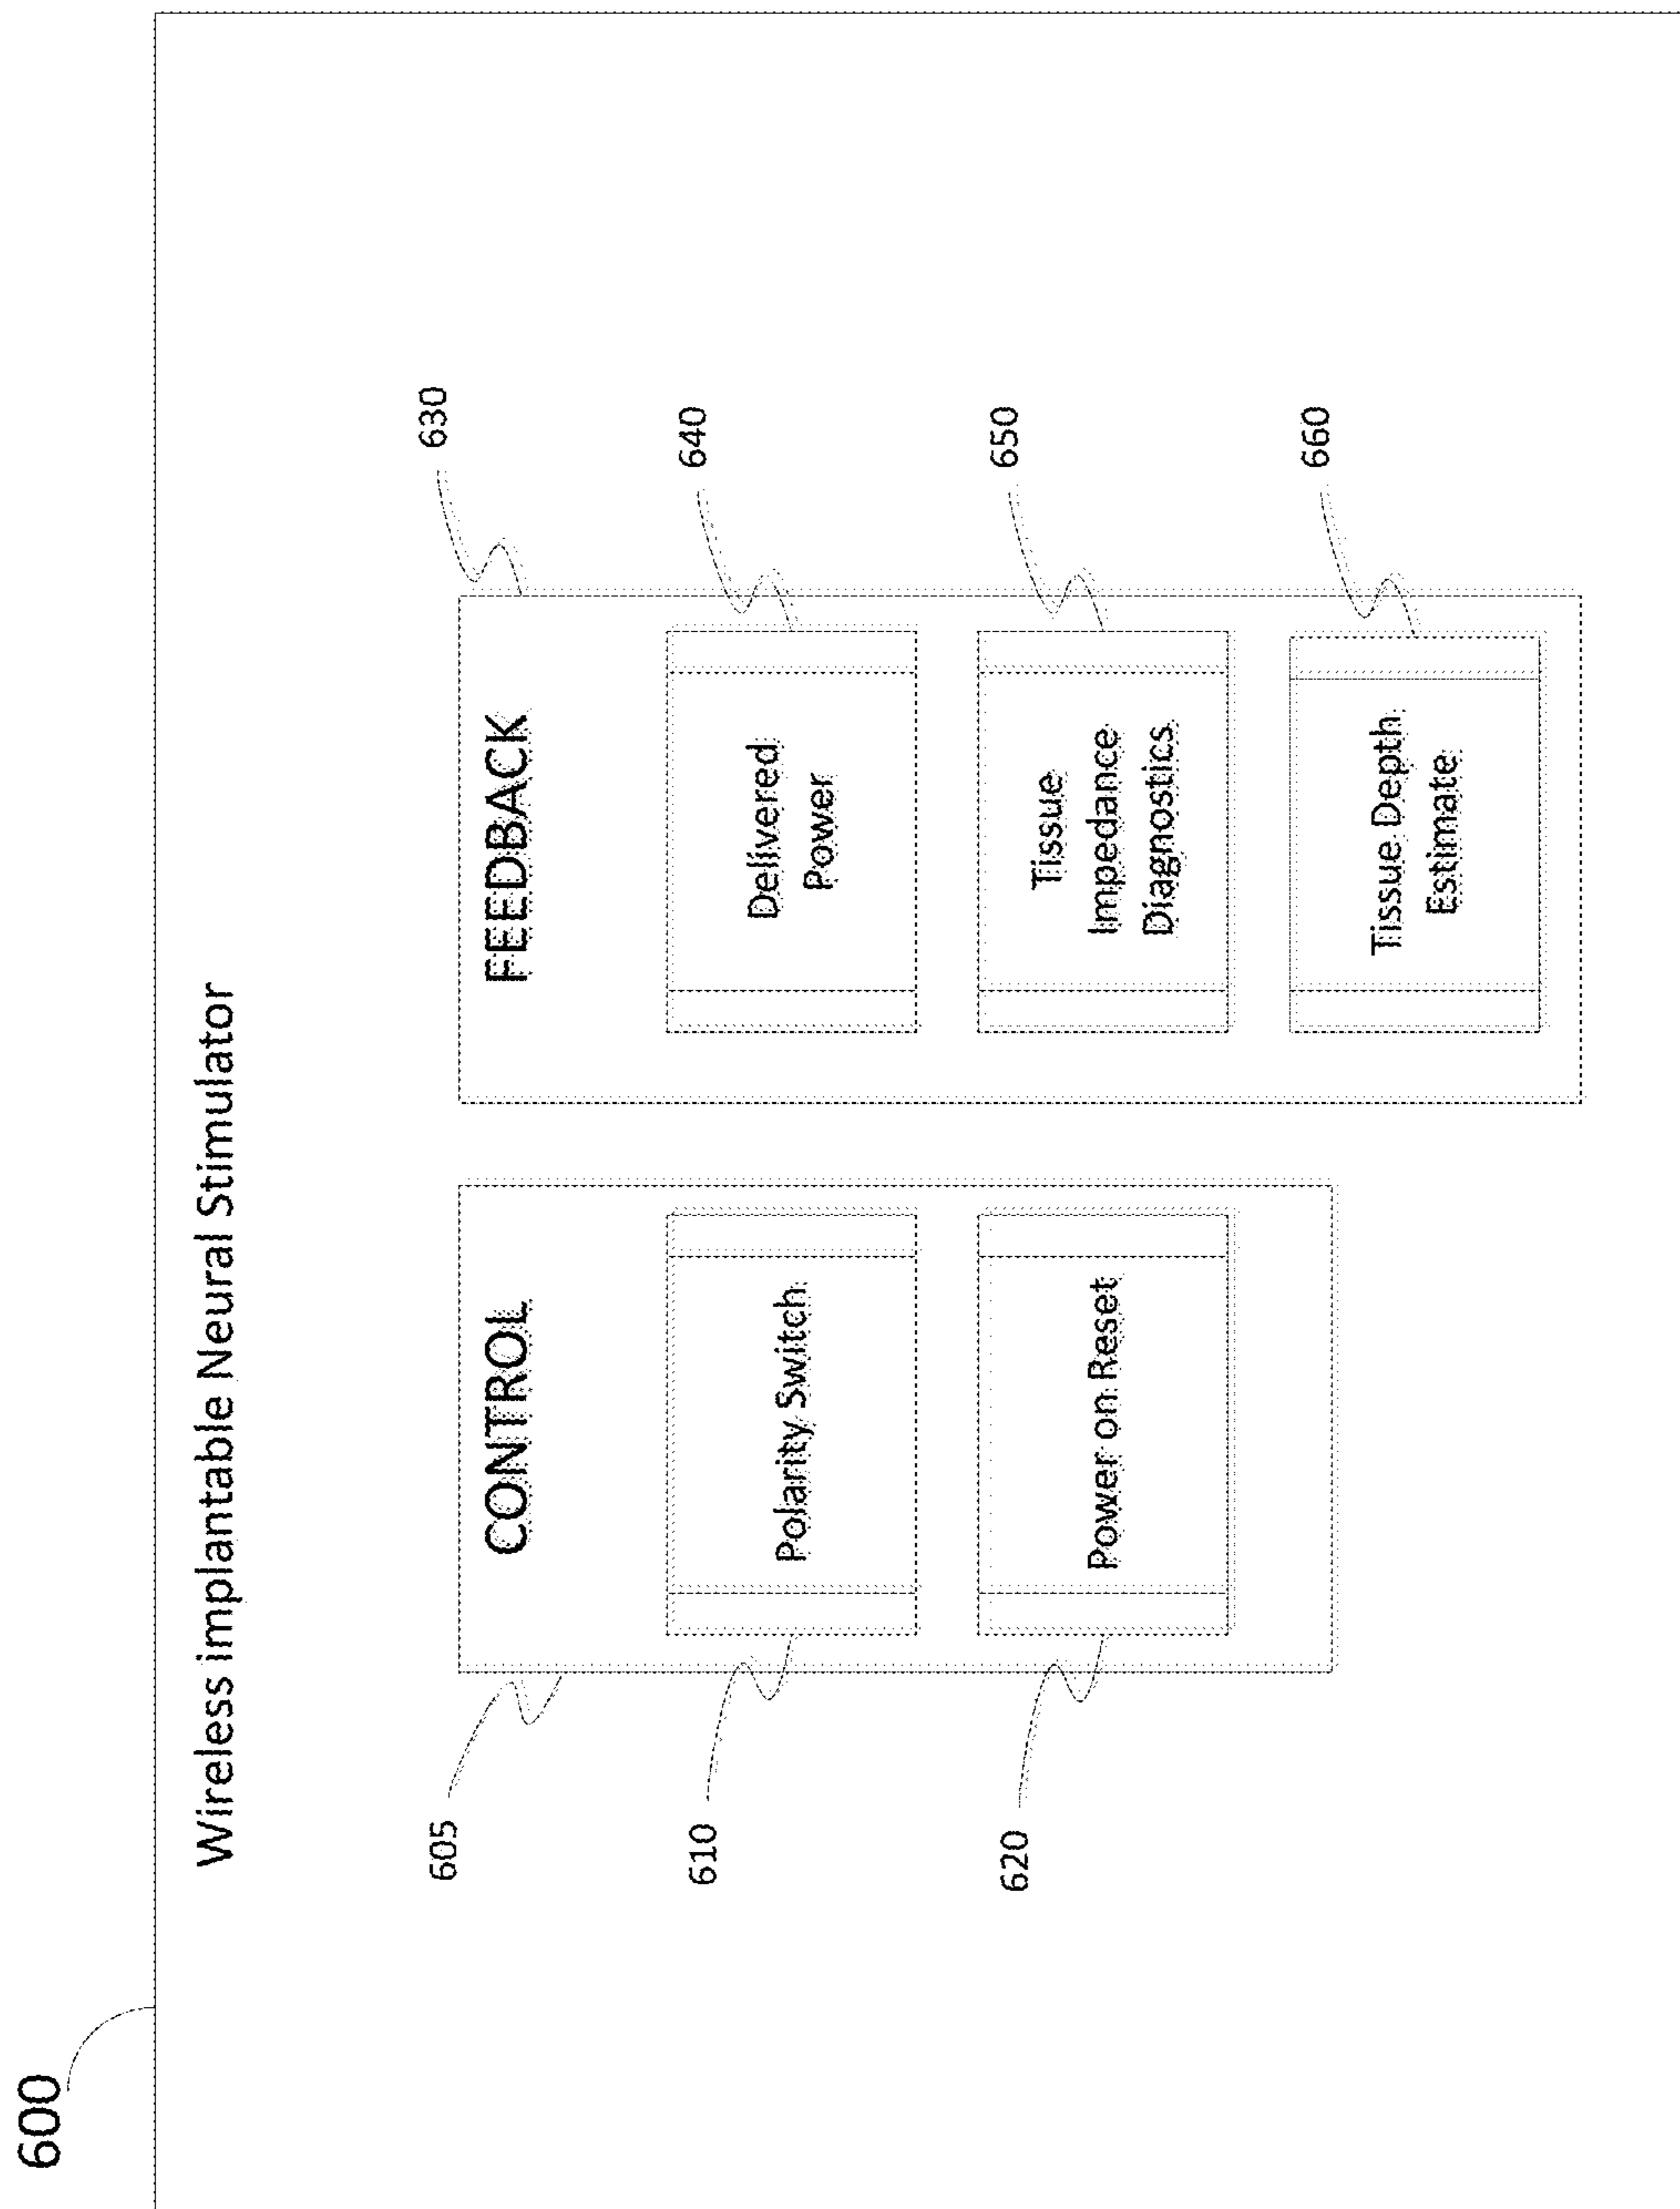 600
Wireless implantable Neural Stimulator
605
CONTROL
610
Polarity Switch
620
Power on Reset
630
FEEDBACK
640
Delivered
Power
650
Tissue
Impedance
Diagnostics
660
Tissue Depth
Estimate